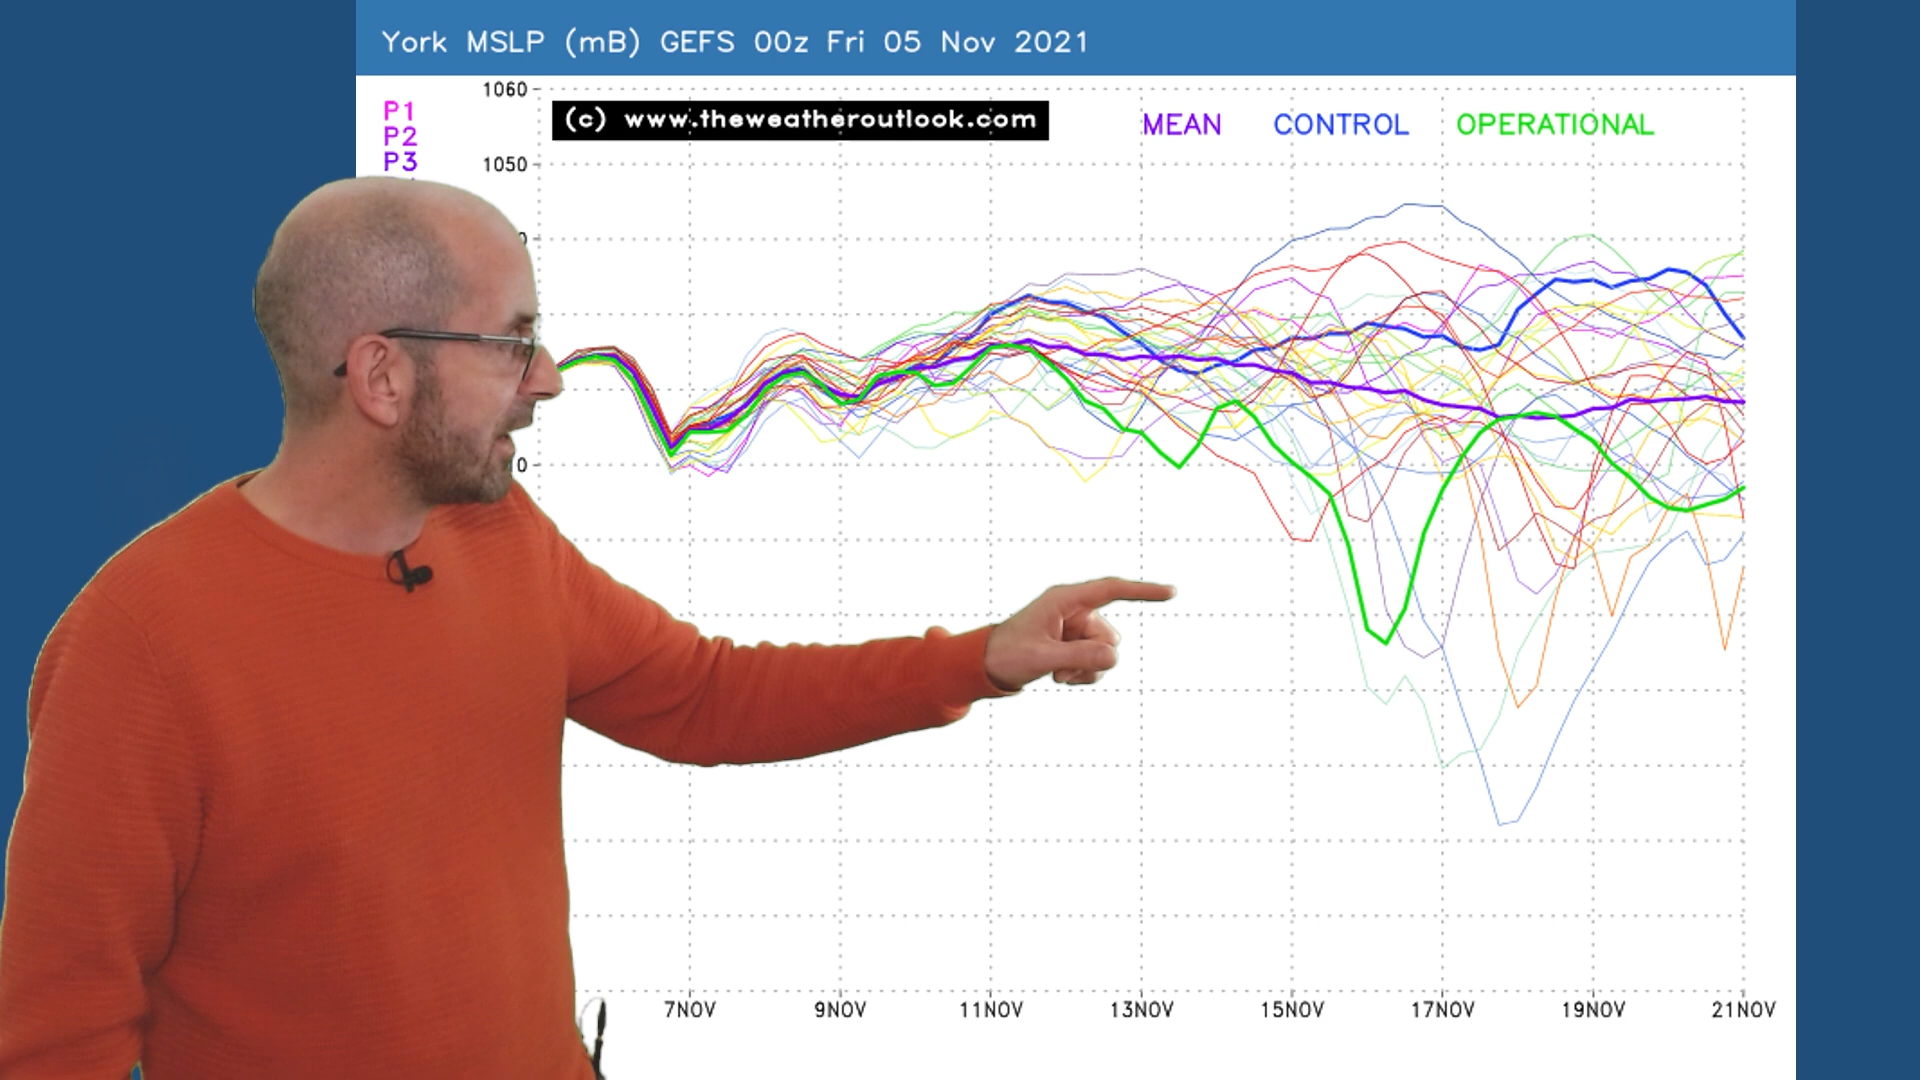 York MSLP (mB) GEFS 00z Fri 05 Nov 2021
1060
(c) www.theweatheroutlook.com
MEAN CONTROL OPERATIONAL
P1
P2
P3
1050
7NOV 9NOV 11NOV 13NOV 15NOV 17NOV 19NOV 21NOV